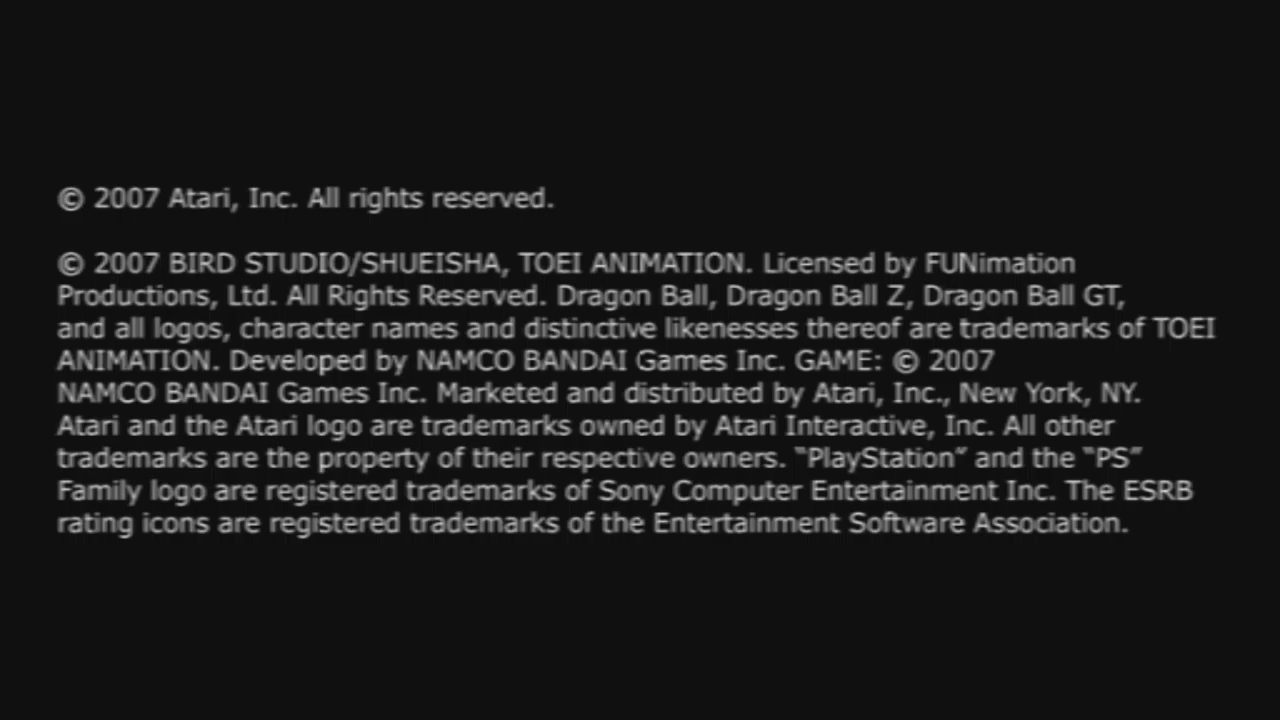 © 2007 Atari, Inc. All rights reserved.
© 2007 BIRD STUDIO/SHUEISHA, TOEI ANIMATION. Licensed by FUNimation
Productions, Ltd. All Rights Reserved. Dragon Ball, Dragon Ball Z, Dragon Ball GT,
and all logos, character names and distinctive likenesses thereof are trademarks of TOEI
ANIMATION. Developed by NAMCO BANDAI Games Inc. GAME: © 2007
NAMCO BANDAI Games Inc. Marketed and distributed by Atari, Inc., New York, NY.
Atari and the Atari logo are trademarks owned by Atari Interactive, Inc. All other
trademarks are the property of their respective owners. “PlayStation” and the “PS”
Family logo are registered trademarks of Sony Computer Entertainment Inc. The ESRB
rating icons are registered trademarks of the Entertainment Software Association.